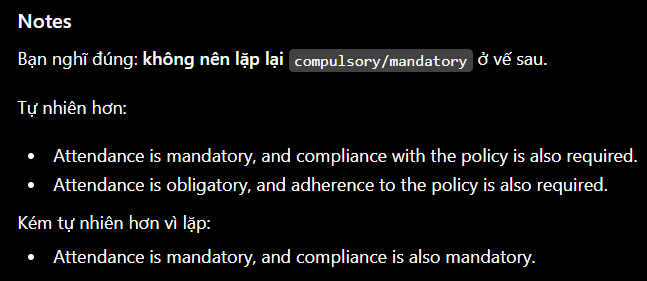 Notes
Bạn nghĩ đúng: không nên lặp lại compulsory/mandatory ở vế sau.
Tự nhiên hơn:
• Attendance is mandatory, and compliance with the policy is also required.
• Attendance is obligatory, and adherence to the policy is also required.
Kém tự nhiên hơn vì lặp:
• Attendance is mandatory, and compliance is also mandatory.